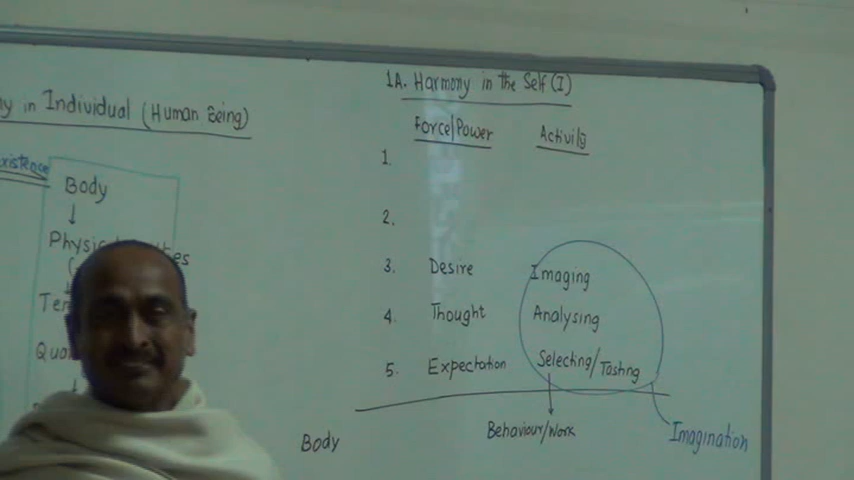 in Individual (Human Being)
Body
↓
1A. Harmony in the Self (I)
Force/Power Activity
1.
2.
3. Desire Imaging
4. Thought Analysing
5. Expectation Selecting/Tasting
Body Behaviour/Work Imagination